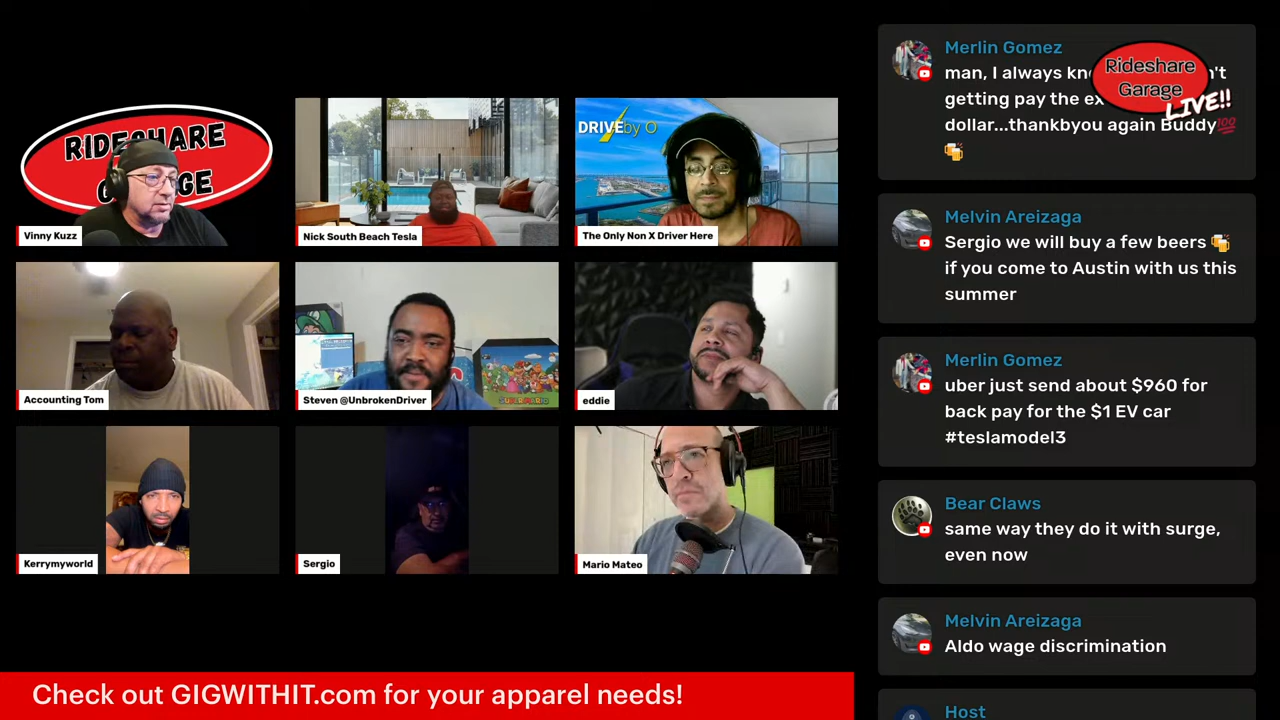 RIDESHARE
Vinny Kuzz
Nick South Beach Tesla
DRIVE by O
The Only Non X Driver Here
Accounting Tom
Steven @UnbrokenDriver
SUPER MARIO
eddie
Kerrymyworld
Sergio
Mario Mateo
Check out GIGWITHIT.com for your apparel needs!
Rideshare
Garage
LIVE!!
Merlin Gomez
man, I always
getting pay the
dollar...thankbyou again Buddy💯
🍻
Melvin Areizaga
Sergio we will buy a few beers 🍻
if you come to Austin with us this
summer
Merlin Gomez
uber just send about $960 for
back pay for the $1 EV car
#teslamodel3
Bear Claws
same way they do it with surge,
even now
Melvin Areizaga
Aldo wage discrimination
Host